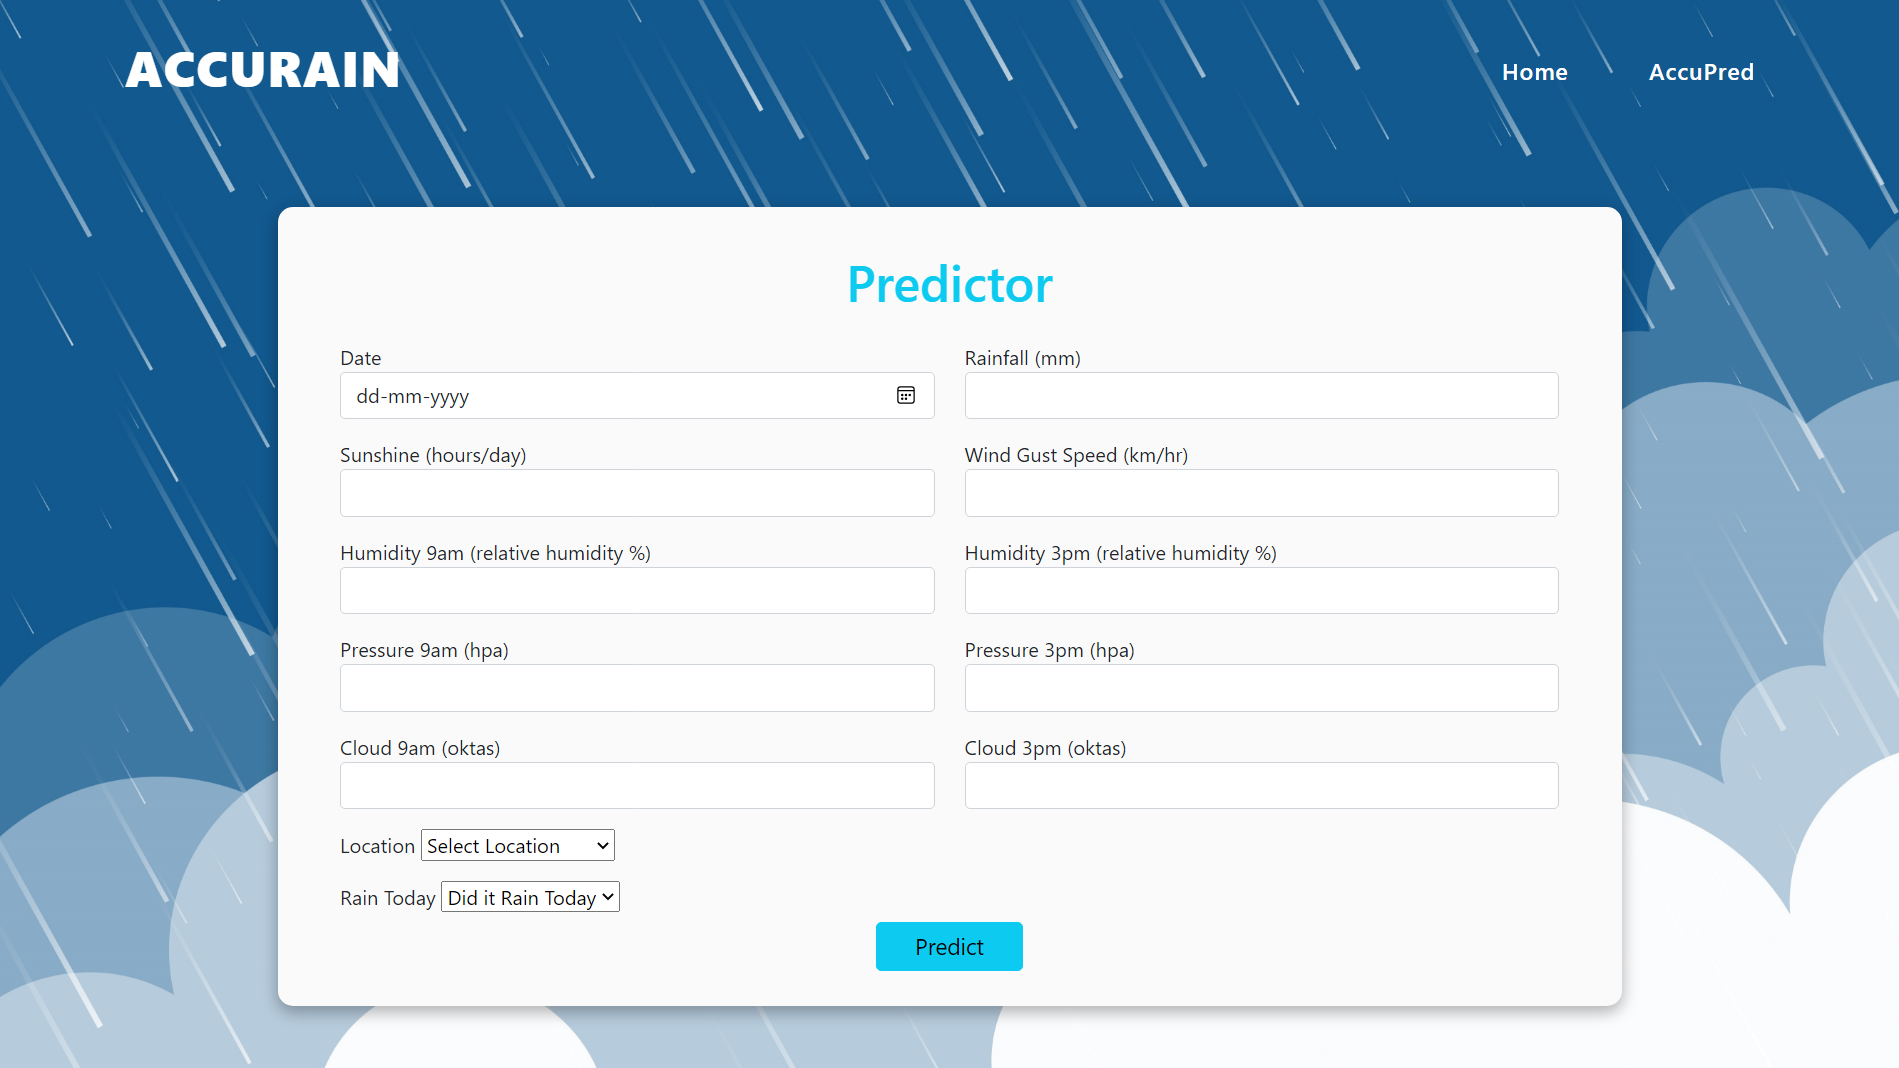 ACCURAIN
Home
AccuPred
Predictor
Date
Rainfall (mm)
dd-mm-yyyy
Sunshine (hours/day)
Wind Gust Speed (km/hr)
Humidity 9am (relative humidity %)
Humidity 3pm (relative humidity %)
Pressure 9am (hpa)
Pressure 3pm (hpa)
Cloud 9am (oktas)
Cloud 3pm (oktas)
Location Select Location
Rain Today Did it Rain Today
Predict